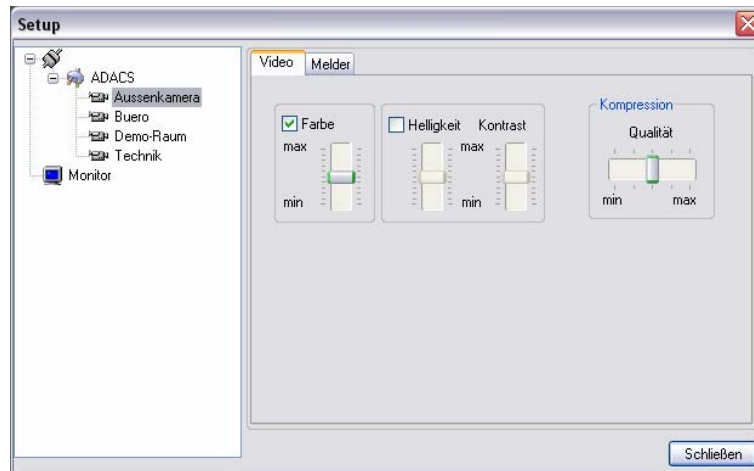 Setup
ADACS
Aussenkamera
Buero
Demo-Raum
Technik
Monitor
Video Melder
Farbe
max
min
Helligkeit Kontrast
max
min
Kompression
Qualität
min max
Schließen